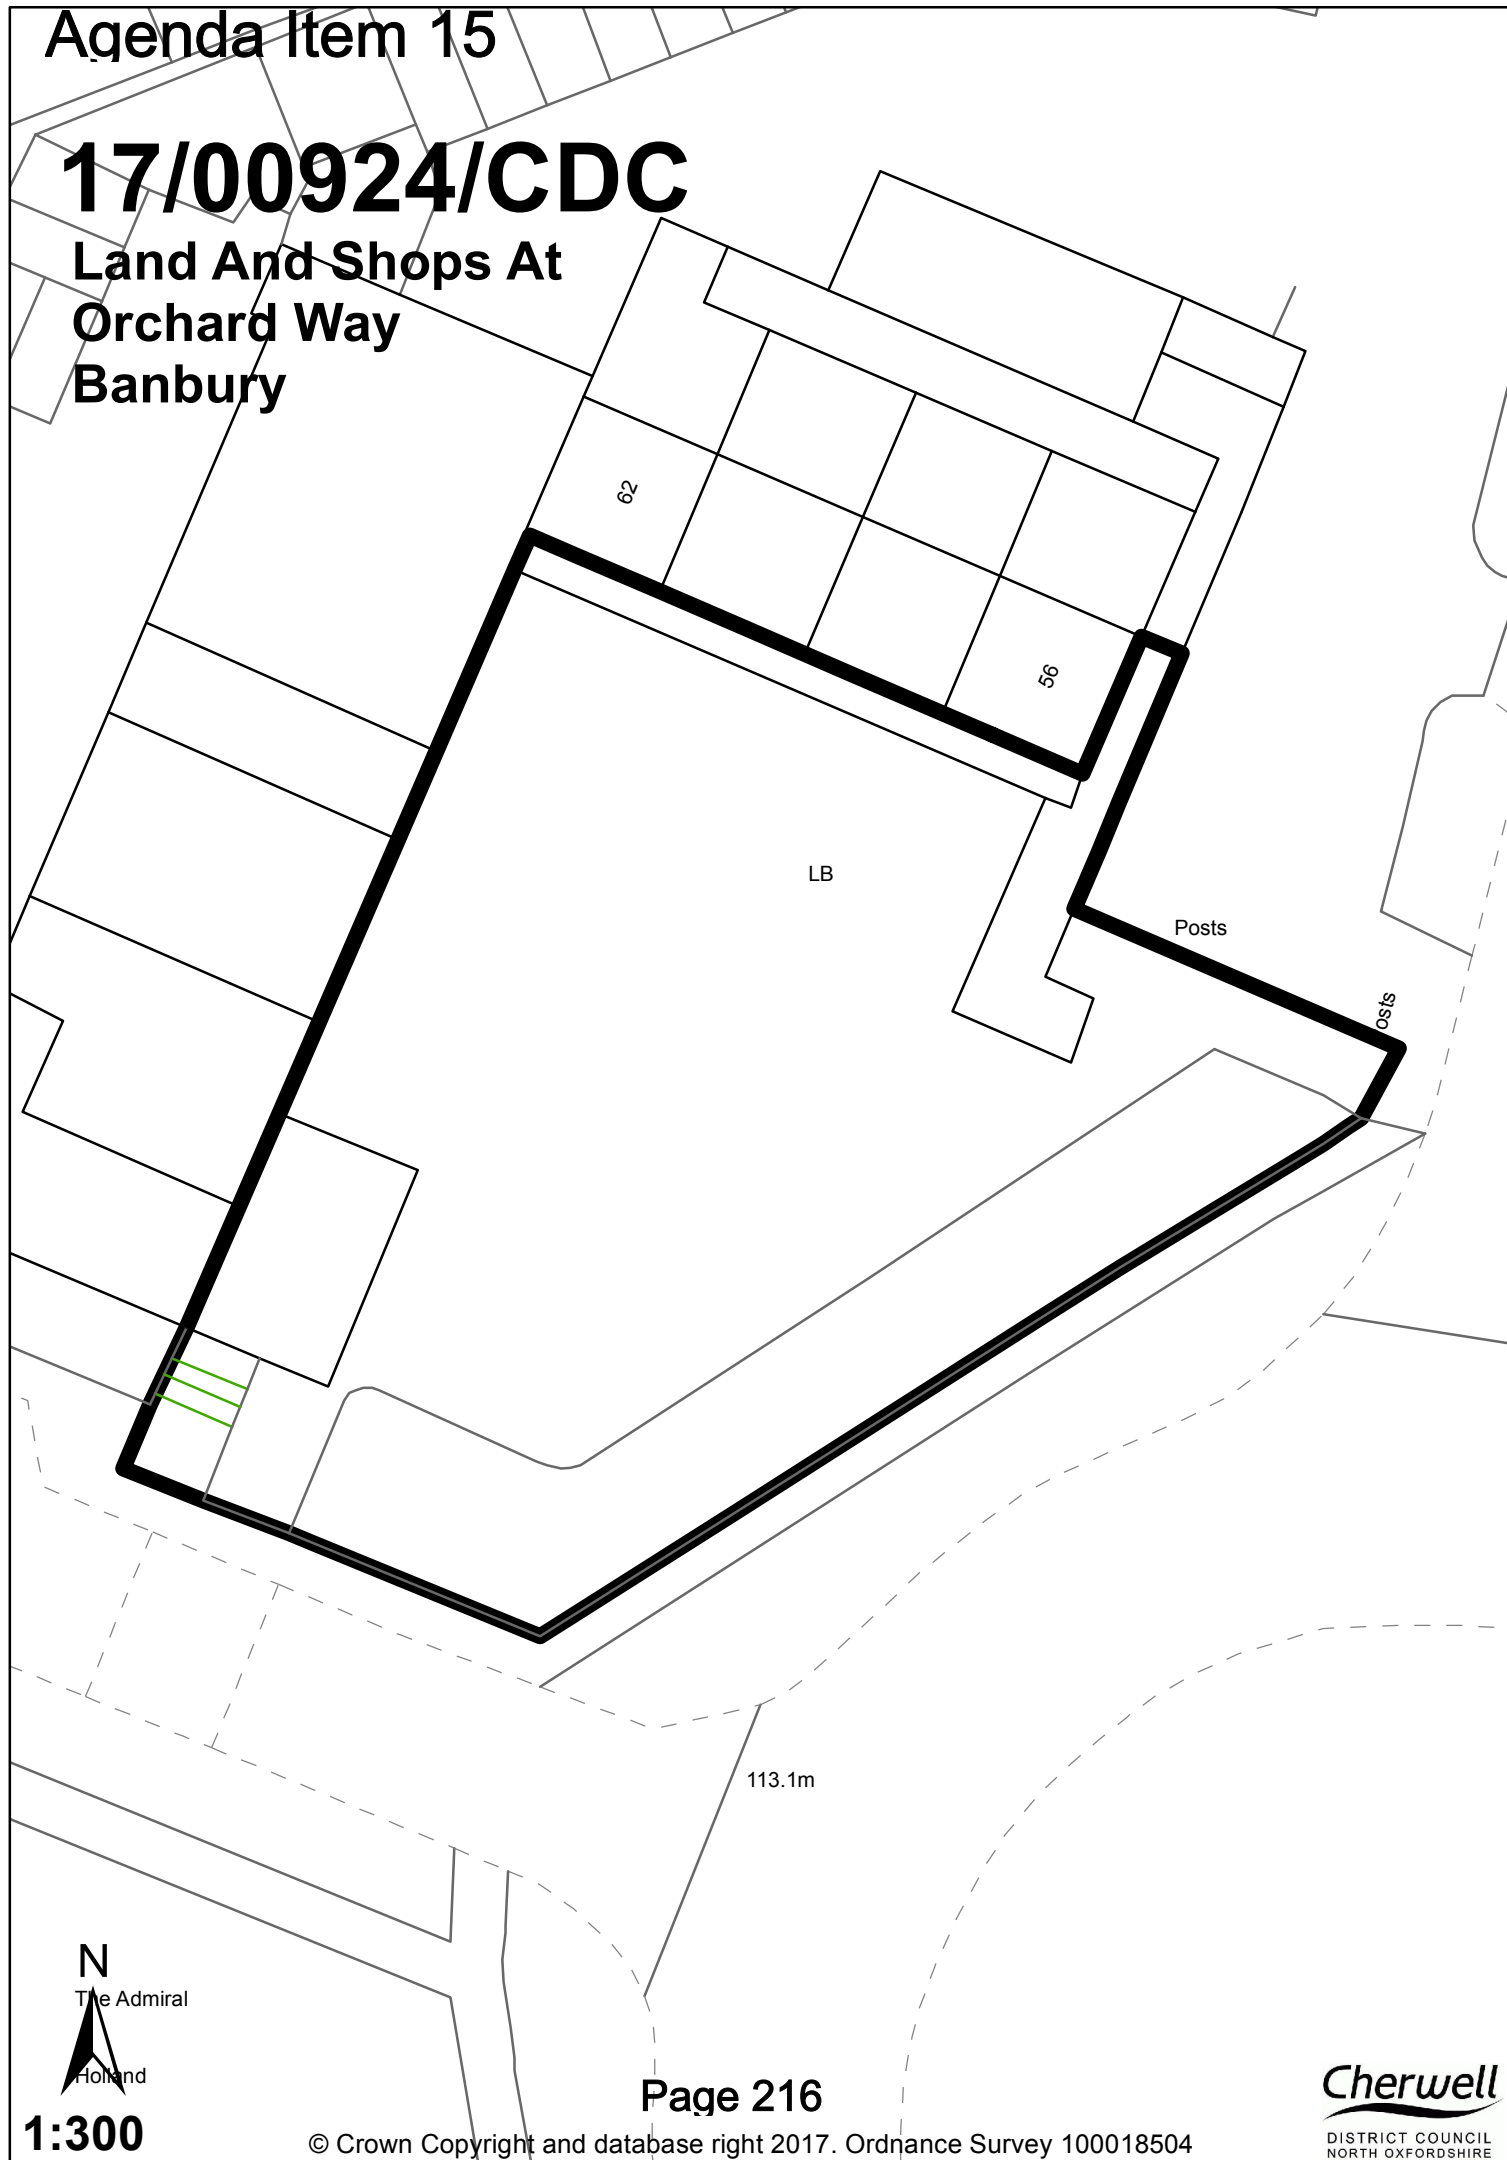 Agenda Item 15
17/00924/CDC
Land And Shops At
Orchard Way
Banbury
62
56
LB
Posts
osts
113.1m
N
The Admiral
Holland
1:300
Page 216
© Crown Copyright and database right 2017. Ordnance Survey 100018504
Cherwell
DISTRICT COUNCIL
NORTH OXFORDSHIRE